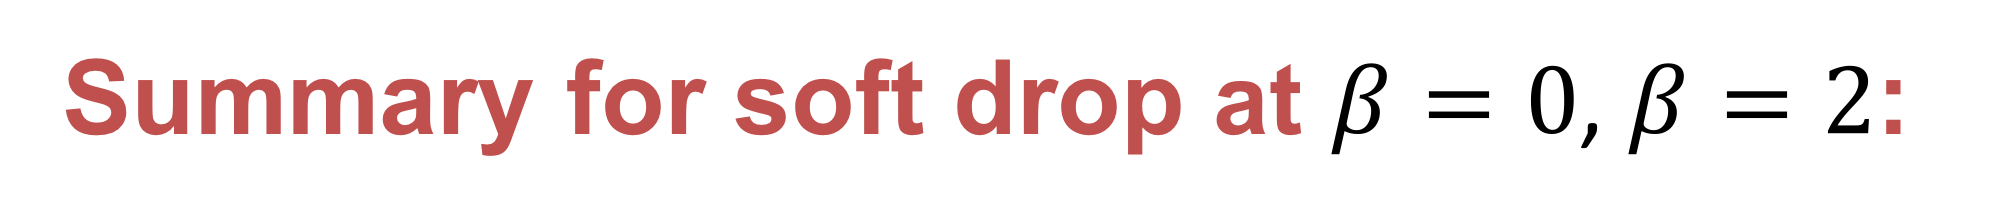 Summary for soft drop at 𝛽 = 0, 𝛽 = 2: